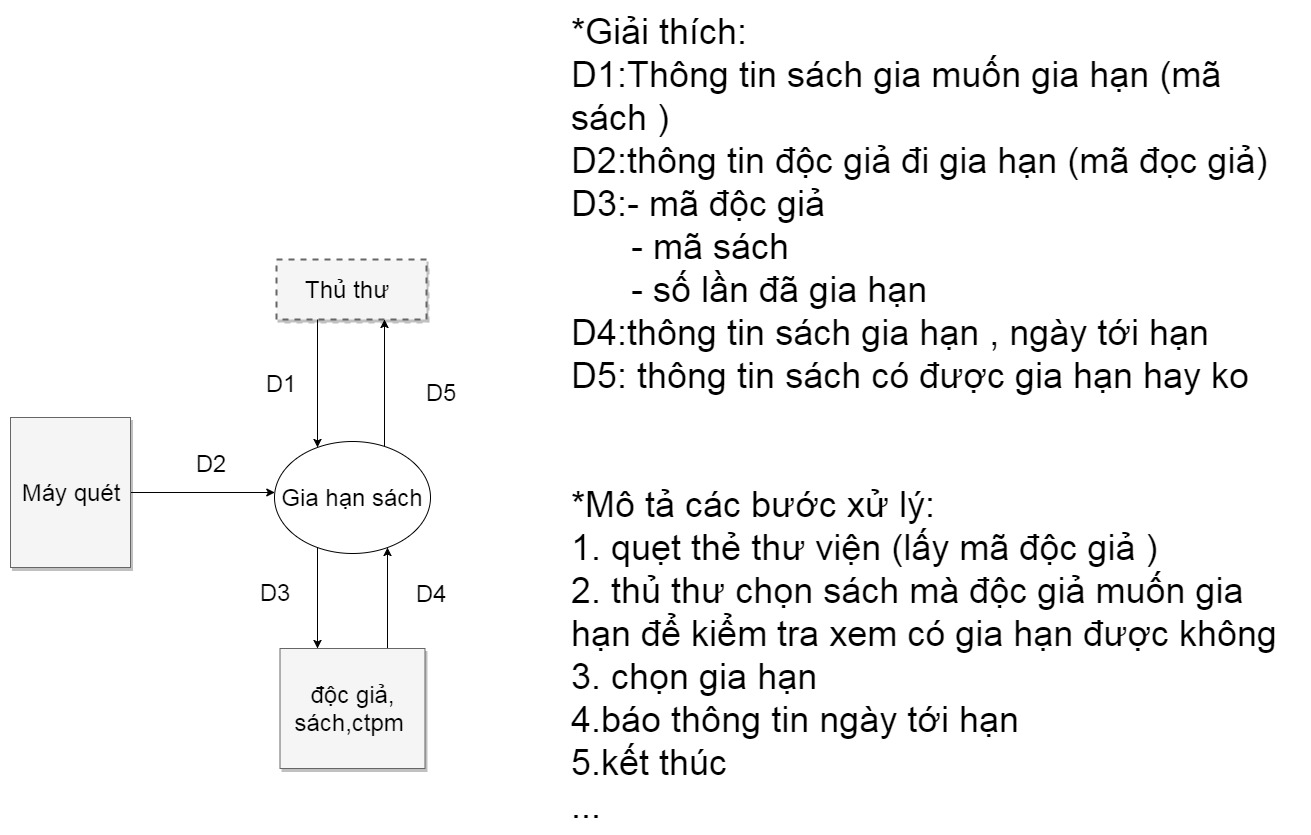 *Giải thích:
D1:Thông tin sách gia muốn gia hạn (mã
sách )
D2:thông tin độc giả đi gia hạn (mã đọc giả)
D3:- mã độc giả
- mã sách
- số lần đã gia hạn
D4:thông tin sách gia hạn , ngày tới hạn
D5: thông tin sách có được gia hạn hay ko
Thủ thư
D1
D5
D2
Máy quét
Gia hạn sách
D3
D4
độc giả,
sách,ctpm
*Mô tả các bước xử lý:
1. quẹt thẻ thư viện (lấy mã độc giả )
2. thủ thư chọn sách mà độc giả muốn gia
hạn để kiểm tra xem có gia hạn được không
3. chọn gia hạn
4.báo thông tin ngày tới hạn
5.kết thúc
...